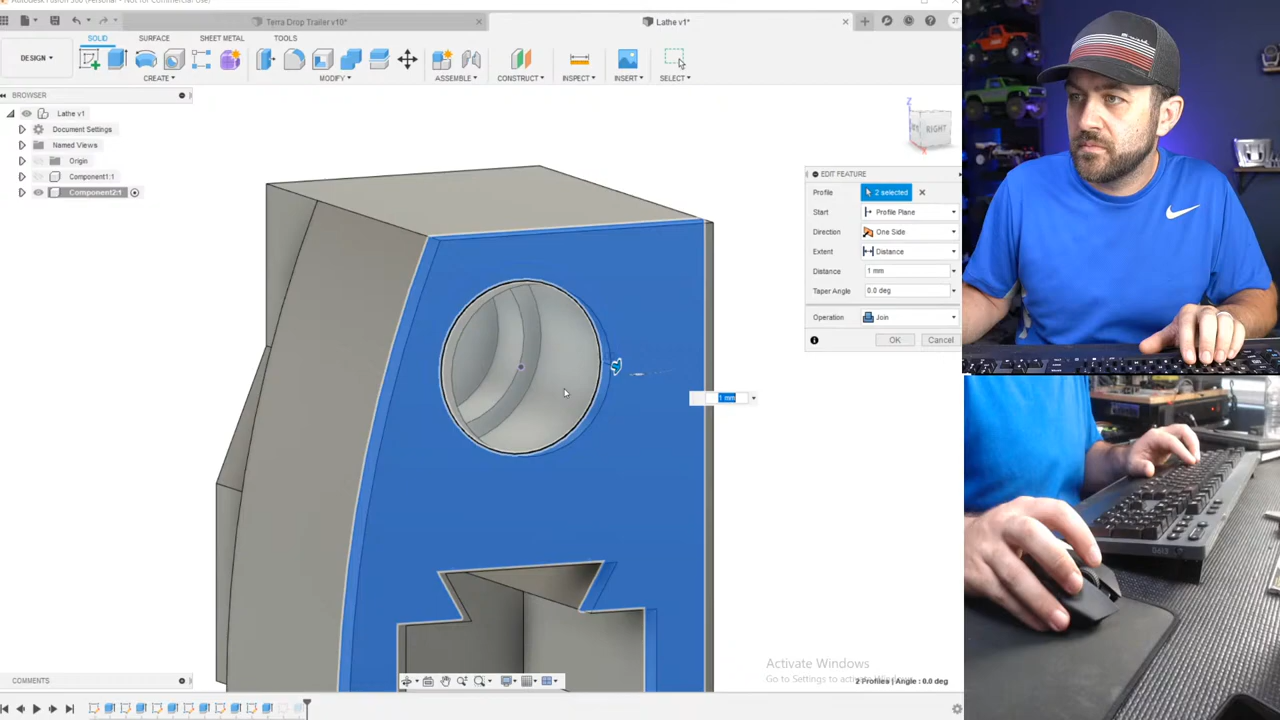 Autodesk Fusion 360 (Personal - Not for Commercial Use)
Terra Drop Trailer v10*
Lathe v1*
DESIGN
SOLID
SURFACE
SHEET METAL
TOOLS
CREATE
MODIFY
ASSEMBLE
CONSTRUCT
INSPECT
INSERT
SELECT
BROWSER
Lathe v1
Document Settings
Named Views
Origin
Component1:1
Component2:1
Z
RIGHT
X
EDIT FEATURE
Profile
2 selected
Start
Profile Plane
Direction
One Side
Extent
Distance
Distance
1 mm
Taper Angle
0.0 deg
Operation
Join
OK
Cancel
1 mm
Activate Windows
Go to Settings to activ
2 Profiles | Angle : 0.0 deg
COMMENTS